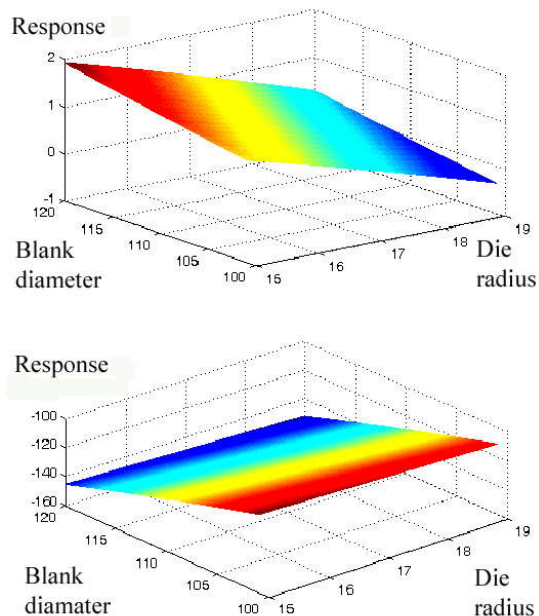 Response
2
1
0
-1
120
115
110
105
100
15
16
17
18
19
Blank
diameter
Die
radius
Response
-100
-120
-140
-160
120
115
110
105
100
15
16
17
18
19
Blank
diamater
Die
radius